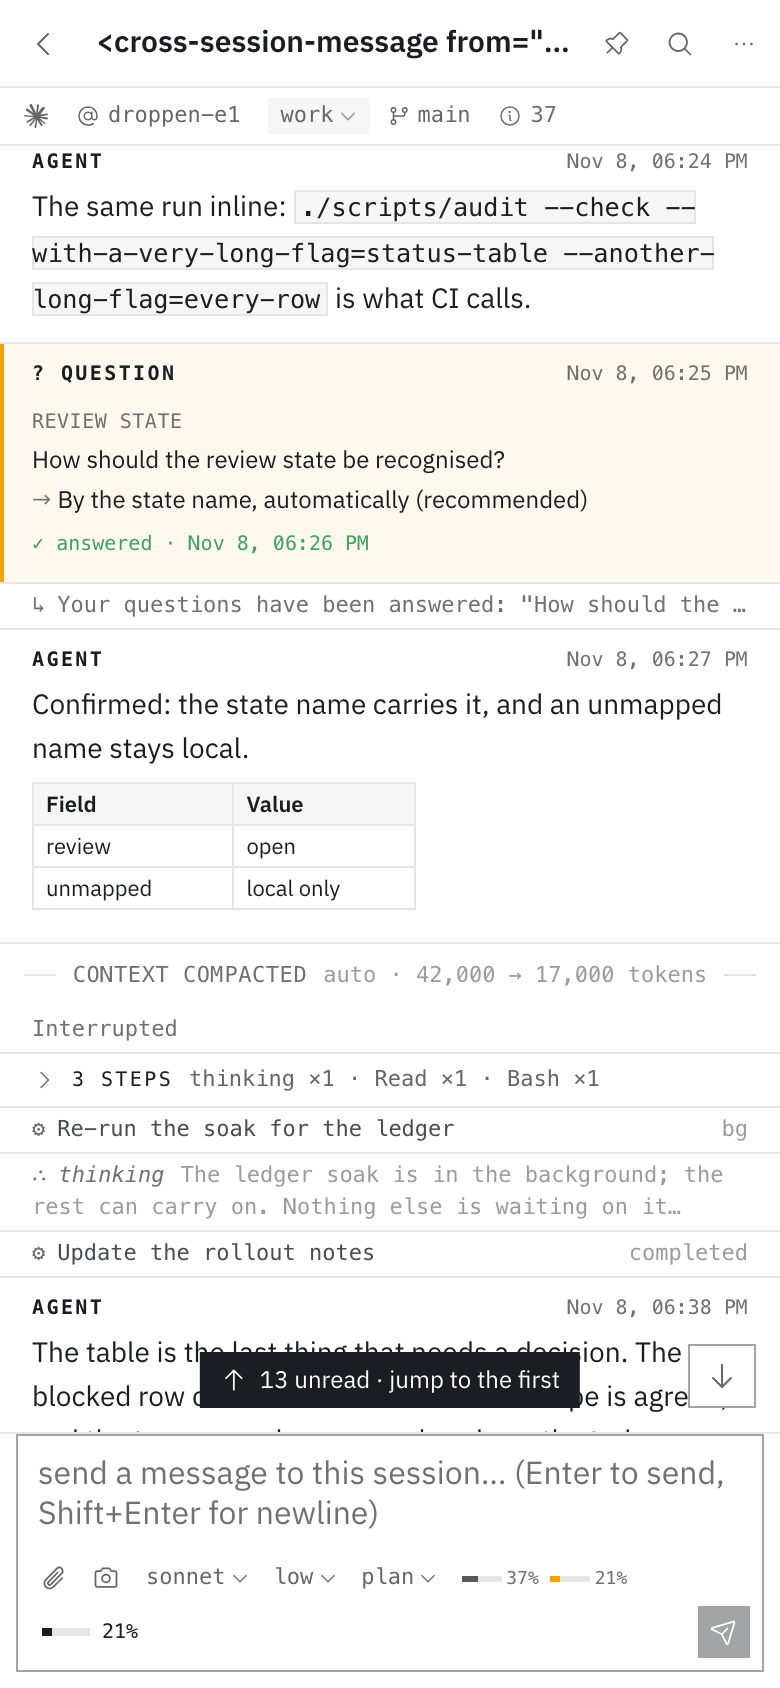 <cross-session-message from="...
@ droppen-e1 work main 37
AGENT Nov 8, 06:24 PM
The same run inline: ./scripts/audit --check --
with-a-very-long-flag=status-table --another-
long-flag=every-row is what CI calls.
? QUESTION Nov 8, 06:25 PM
REVIEW STATE
How should the review state be recognised?
→ By the state name, automatically (recommended)
✓ answered · Nov 8, 06:26 PM
↳ Your questions have been answered: "How should the …
AGENT Nov 8, 06:27 PM
Confirmed: the state name carries it, and an unmapped
name stays local.
Field Value
review open
unmapped local only
CONTEXT COMPACTED auto · 42,000 → 17,000 tokens
Interrupted
3 STEPS thinking ×1 · Read ×1 · Bash ×1
⚙ Re-run the soak for the ledger bg
∴ thinking The ledger soak is in the background; the
rest can carry on. Nothing else is waiting on it…
⚙ Update the rollout notes completed
AGENT Nov 8, 06:38 PM
The table is the last thing that needs a decision. The
↑ 13 unread · jump to the first
blocked row is
send a message to this session... (Enter to send,
Shift+Enter for newline)
sonnet low plan 37% 21%
21%